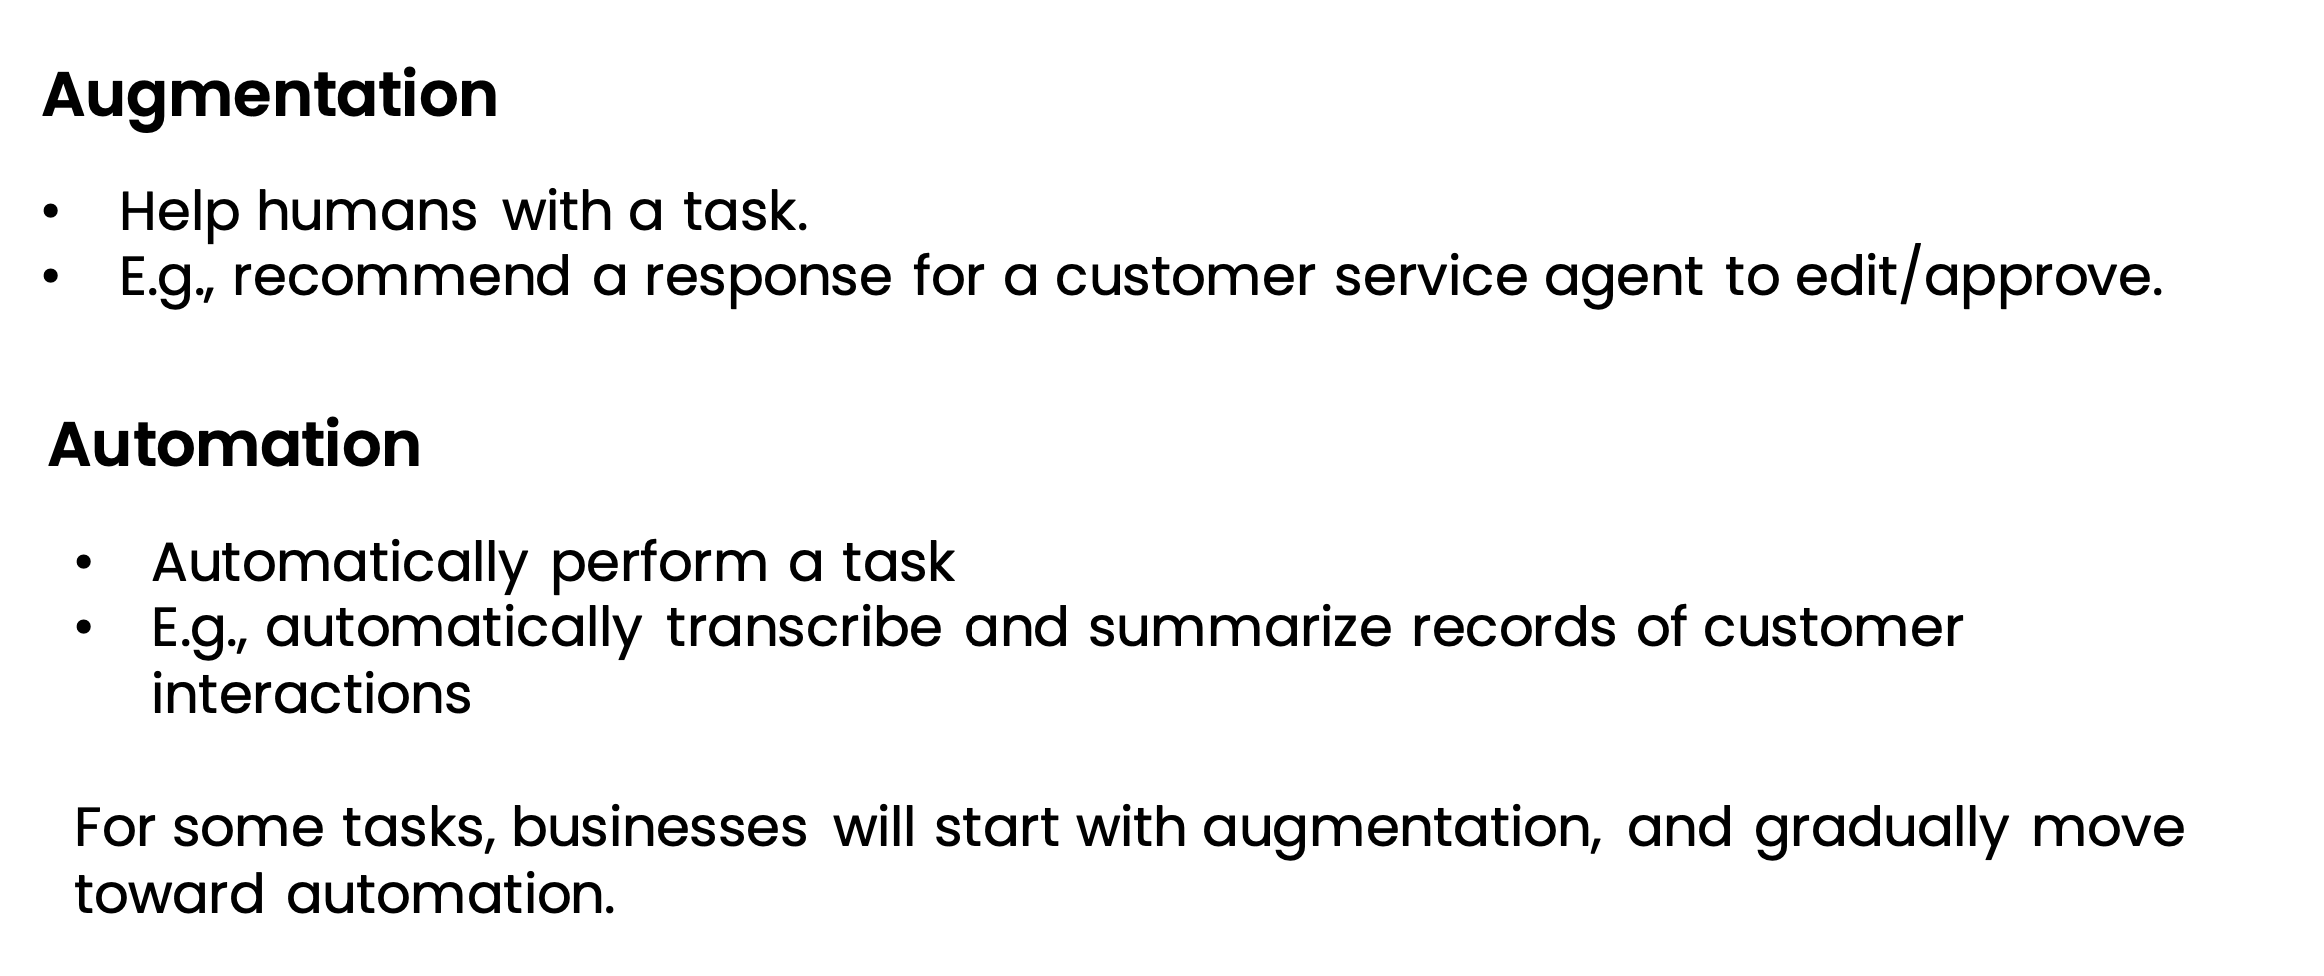 Augmentation
• Help humans with a task.
• E.g., recommend a response for a customer service agent to edit/approve.
Automation
• Automatically perform a task
• E.g., automatically transcribe and summarize records of customer
interactions
For some tasks, businesses will start with augmentation, and gradually move
toward automation.